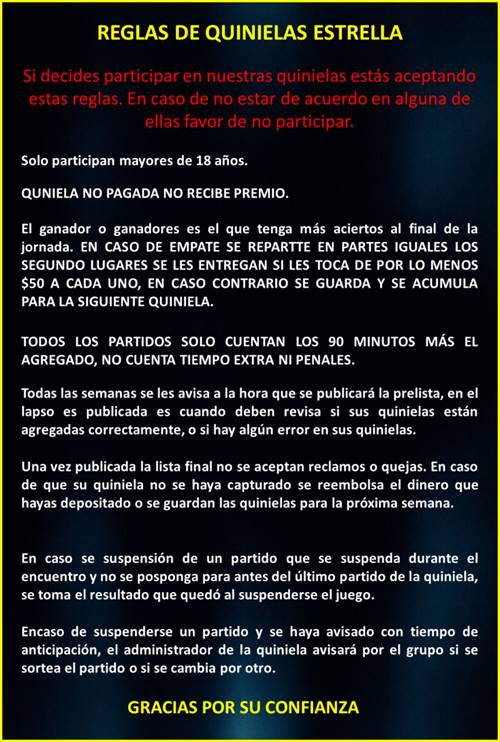 REGLAS DE QUINIELAS ESTRELLA
Si decides participar en nuestras quinielas estás aceptando
estas reglas. En caso de no estar de acuerdo en alguna de
ellas favor de no participar.
Solo participan mayores de 18 años.
QUNIELA NO PAGADA NO RECIBE PREMIO.
El ganador o ganadores es el que tenga más aciertos al final de la
jornada. EN CASO DE EMPATE SE REPARTTE EN PARTES IGUALES LOS
SEGUNDO LUGARES SE LES ENTREGAN SI LES TOCA DE POR LO MENOS
$50 A CADA UNO, EN CASO CONTRARIO SE GUARDA Y SE ACUMULA
PARA LA SIGUIENTE QUINIELA.
TODOS LOS PARTIDOS SOLO CUENTAN LOS 90 MINUTOS MÁS EL
AGREGADO, NO CUENTA TIEMPO EXTRA NI PENALES.
Todas las semanas se les avisa a la hora que se publicará la prelista, en el
lapso es publicada es cuando deben revisa si sus quinielas están
agregadas correctamente, o si hay algún error en sus quinielas.
Una vez publicada la lista final no se aceptan reclamos o quejas. En caso
de que su quiniela no se haya capturado se reembolsa el dinero que
hayas depositado o se guardan las quinielas para la próxima semana.
En caso se suspensión de un partido que se suspenda durante el
encuentro y no se posponga para antes del último partido de la quiniela,
se toma el resultado que quedó al suspenderse el juego.
Encaso de suspenderse un partido y se haya avisado con tiempo de
anticipación, el administrador de la quiniela avisará por el grupo si se
sortea el partido o si se cambia por otro.
GRACIAS POR SU CONFIANZA